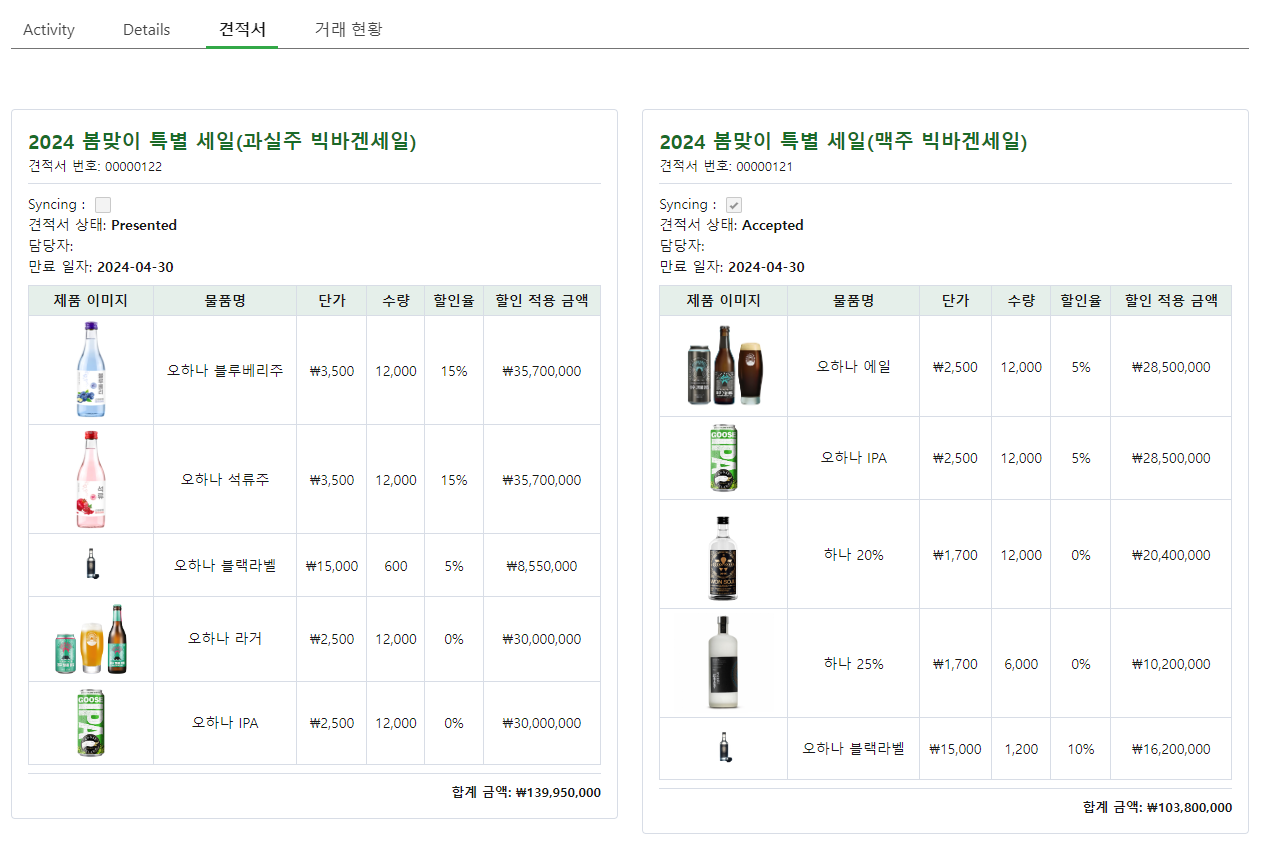 Activity Details 견적서 거래 현황
2024 봄맞이 특별 세일(과실주 빅바겐세일)
견적서 번호: 00000122
Syncing :
견적서 상태: Presented
담당자:
만료 일자: 2024-04-30
제품 이미지 물품명 단가 수량 할인율 할인 적용 금액
오하나 블루베리주 ₩3,500 12,000 15% ₩35,700,000
석류
오하나 석류주 ₩3,500 12,000 15% ₩35,700,000
오하나 블랙라벨 ₩15,000 600 5% ₩8,550,000
오하나 라거 ₩2,500 12,000 0% ₩30,000,000
GOOSE
IPA
오하나 IPA ₩2,500 12,000 0% ₩30,000,000
합계 금액: ₩139,950,000
2024 봄맞이 특별 세일(맥주 빅바겐세일)
견적서 번호: 00000121
Syncing :
견적서 상태: Accepted
담당자:
만료 일자: 2024-04-30
제품 이미지 물품명 단가 수량 할인율 할인 적용 금액
오하나 에일 ₩2,500 12,000 5% ₩28,500,000
GOOSE
IPA
오하나 IPA ₩2,500 12,000 5% ₩28,500,000
하나 20% ₩1,700 12,000 0% ₩20,400,000
하나 25% ₩1,700 6,000 0% ₩10,200,000
오하나 블랙라벨 ₩15,000 1,200 10% ₩16,200,000
합계 금액: ₩103,800,000